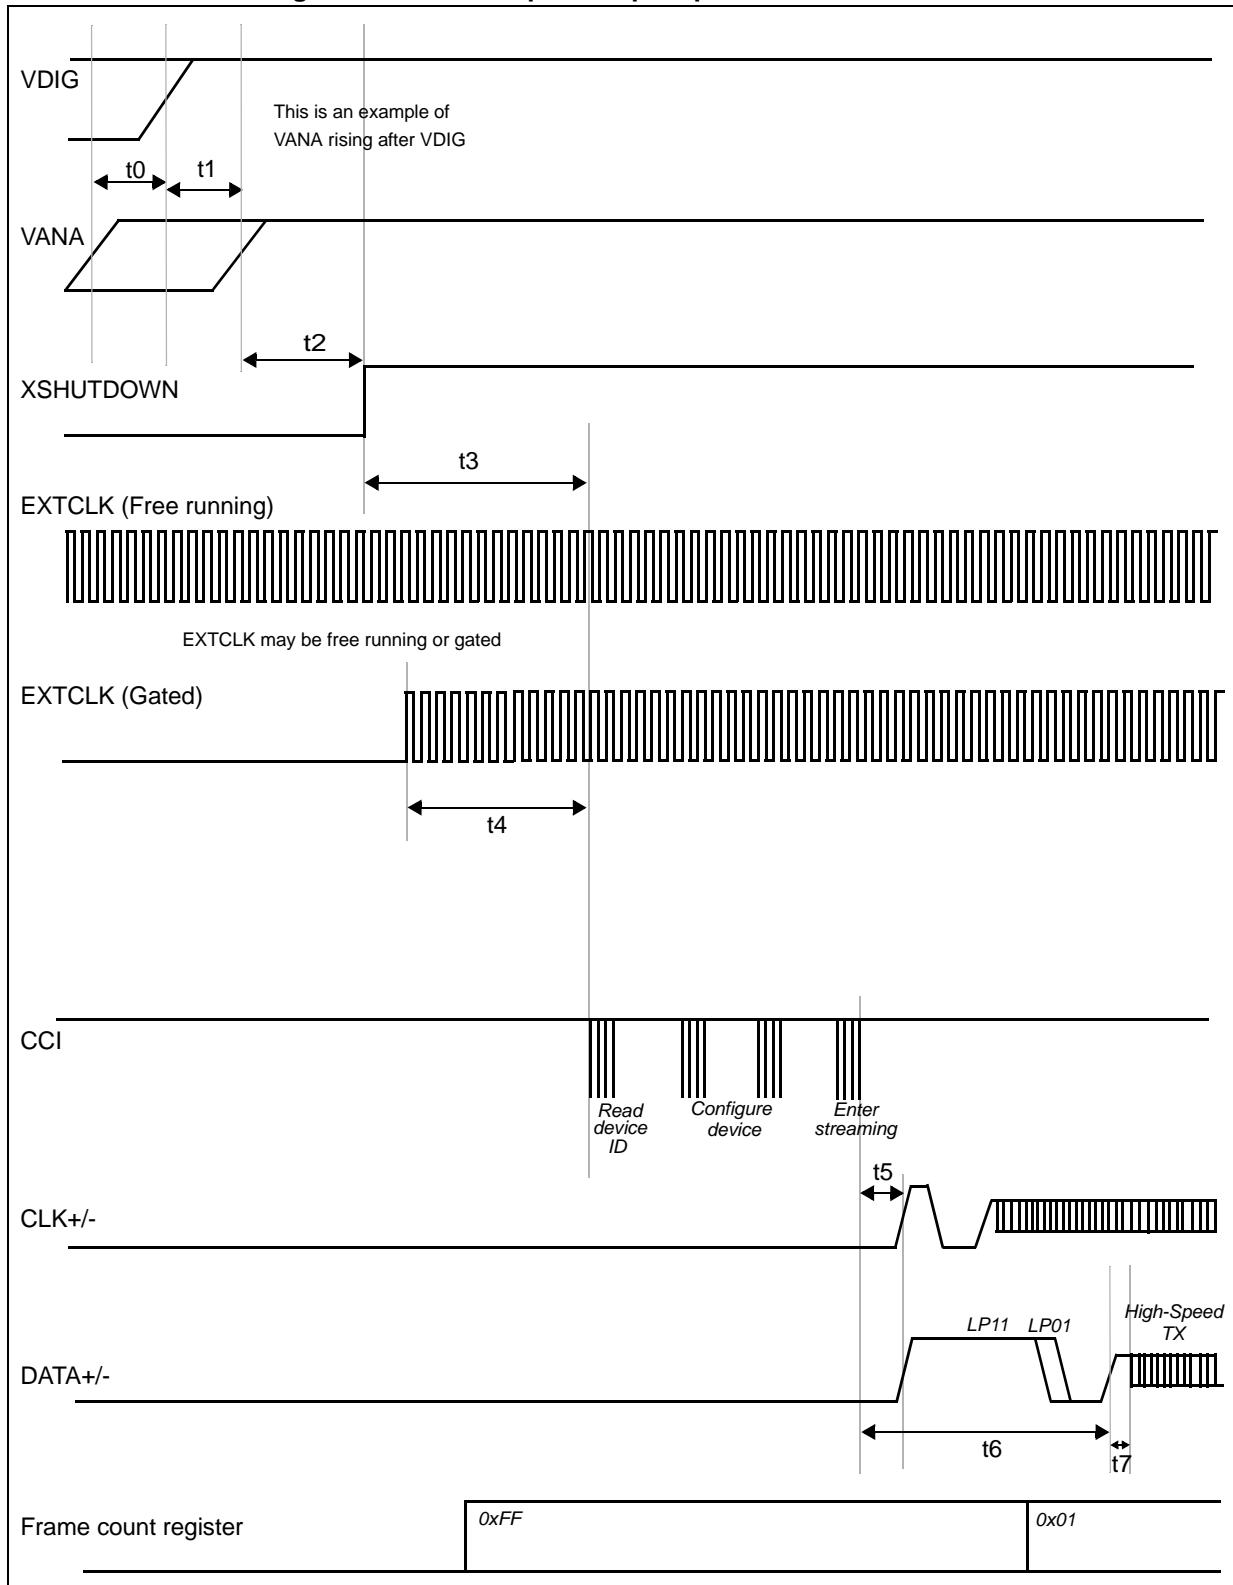 VDIG
This is an example of
VANA rising after VDIG
t0
t1
VANA
t2
XSHUTDOWN
t3
EXTCLK (Free running)
EXTCLK may be free running or gated
EXTCLK (Gated)
t4
CCI
Read
device
ID
Configure
device
Enter
streaming
t5
CLK+/-
High-Speed
TX
LP11
LP01
DATA+/-
t6
t7
Frame count register
0xFF
0x01